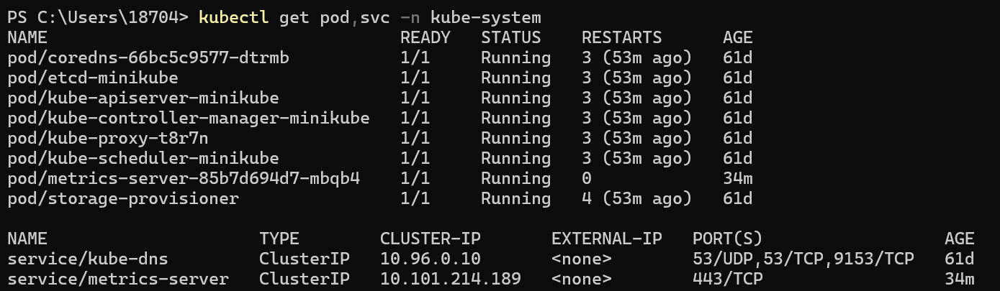 PS C:\Users\18704> kubectl get pod,svc -n kube-system
NAME                                   READY   STATUS    RESTARTS      AGE
pod/coredns-66bc5c9577-dtrmb           1/1     Running   3 (53m ago)   61d
pod/etcd-minikube                      1/1     Running   3 (53m ago)   61d
pod/kube-apiserver-minikube            1/1     Running   3 (53m ago)   61d
pod/kube-controller-manager-minikube   1/1     Running   3 (53m ago)   61d
pod/kube-proxy-t8r7n                   1/1     Running   3 (53m ago)   61d
pod/kube-scheduler-minikube            1/1     Running   3 (53m ago)   61d
pod/metrics-server-85b7d694d7-mbqb4    1/1     Running   0             34m
pod/storage-provisioner                1/1     Running   4 (53m ago)   61d

NAME                     TYPE        CLUSTER-IP       EXTERNAL-IP   PORT(S)                  AGE
service/kube-dns         ClusterIP   10.96.0.10       <none>        53/UDP,53/TCP,9153/TCP   61d
service/metrics-server   ClusterIP   10.101.214.189   <none>        443/TCP                  34m